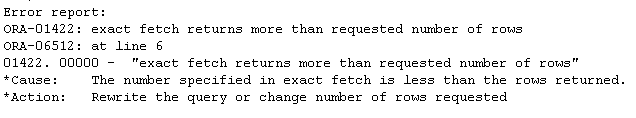 Error report:
ORA-01422: exact fetch returns more than requested number of rows
ORA-06512: at line 6
01422. 00000 -  "exact fetch returns more than requested number of rows"
*Cause:    The number specified in exact fetch is less than the rows returned.
*Action:   Rewrite the query or change number of rows requested